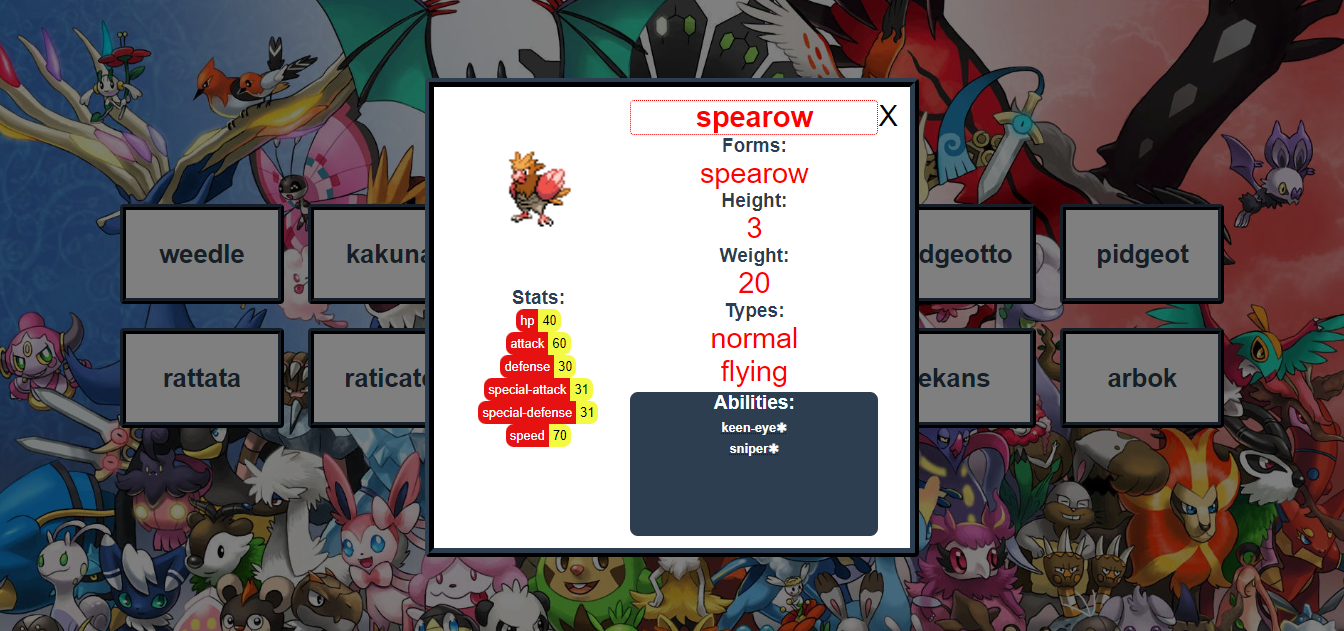 spearow
X
Forms:
spearow
Height:
3
Weight:
20
Types:
normal
flying
Abilities:
keen-eye✱
sniper✱
Stats:
hp 40
attack 60
defense 30
special-attack 31
special-defense 31
speed 70
weedle
kakuna
dgeotto
pidgeot
rattata
raticat
ekans
arbok